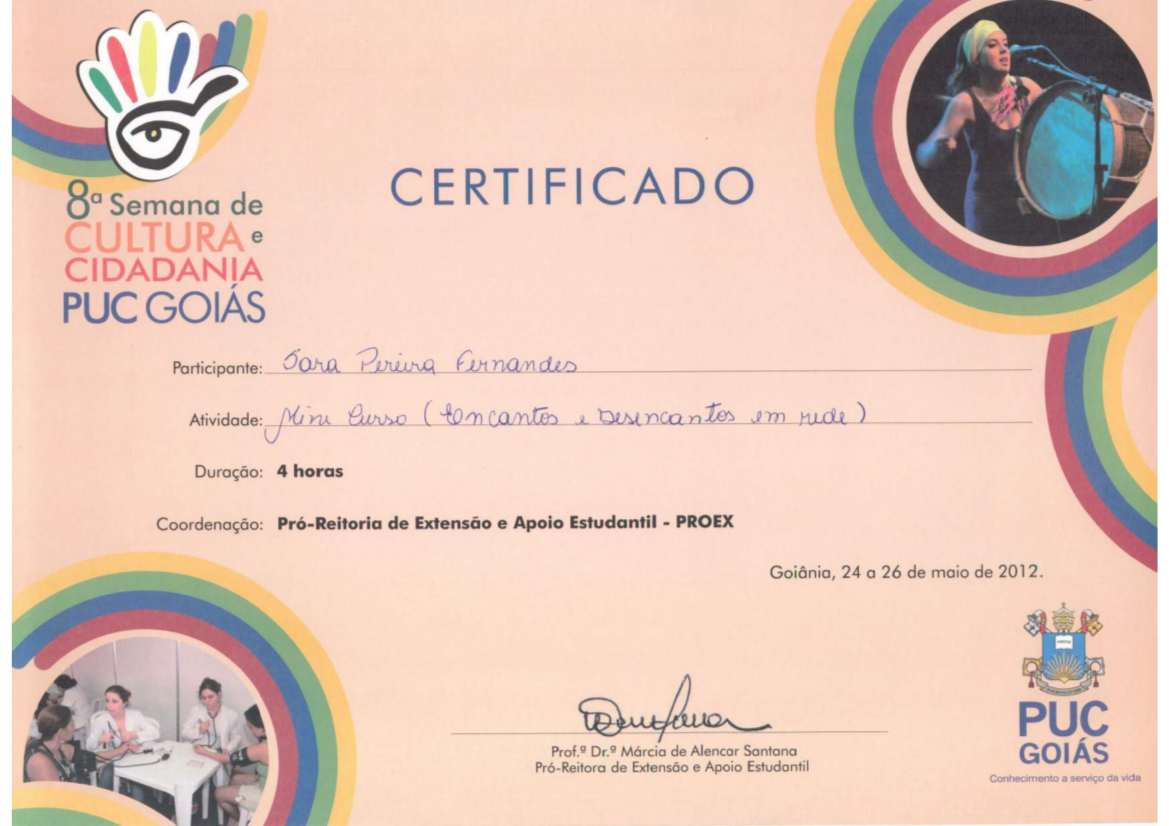 8ª Semana de
CULTURA e
CIDADANIA
PUC GOIÁS
CERTIFICADO
Participante: Sara Pereira Fernandes
Atividade: Mini Curso (Encantos e Desencantos em rede)
Duração: 4 horas
Coordenação: Pró-Reitoria de Extensão e Apoio Estudantil - PROEX
Goiânia, 24 a 26 de maio de 2012.
Prof.ª Dr.ª Márcia de Alencar Santana
Pró-Reitora de Extensão e Apoio Estudantil
PUC
GOIÁS
Conhecimento a serviço da vida